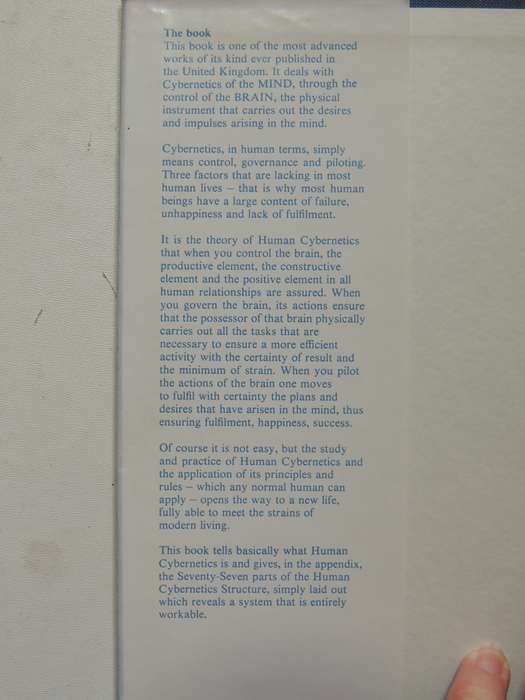 The book
This book is one of the most advanced
works of its kind ever published in
the United Kingdom. It deals with
Cybernetics of the MIND, through the
control of the BRAIN, the physical
instrument that carries out the desires
and impulses arising in the mind.
Cybernetics, in human terms, simply
means control, governance and piloting.
Three factors that are lacking in most
human lives – that is why most human
beings have a large content of failure,
unhappiness and lack of fulfilment.
It is the theory of Human Cybernetics
that when you control the brain, the
productive element, the constructive
element and the positive element in all
human relationships are assured. When
you govern the brain, its actions ensure
that the possessor of that brain physically
carries out all the tasks that are
necessary to ensure a more efficient
activity with the certainty of result and
the minimum of strain. When you pilot
the actions of the brain one moves
to fulfil with certainty the plans and
desires that have arisen in the mind, thus
ensuring fulfilment, happiness, success.
Of course it is not easy, but the study
and practice of Human Cybernetics and
the application of its principles and
rules – which any normal human can
apply – opens the way to a new life,
fully able to meet the strains of
modern living.
This book tells basically what Human
Cybernetics is and gives, in the appendix,
the Seventy-Seven parts of the Human
Cybernetics Structure, simply laid out
which reveals a system that is entirely
workable.